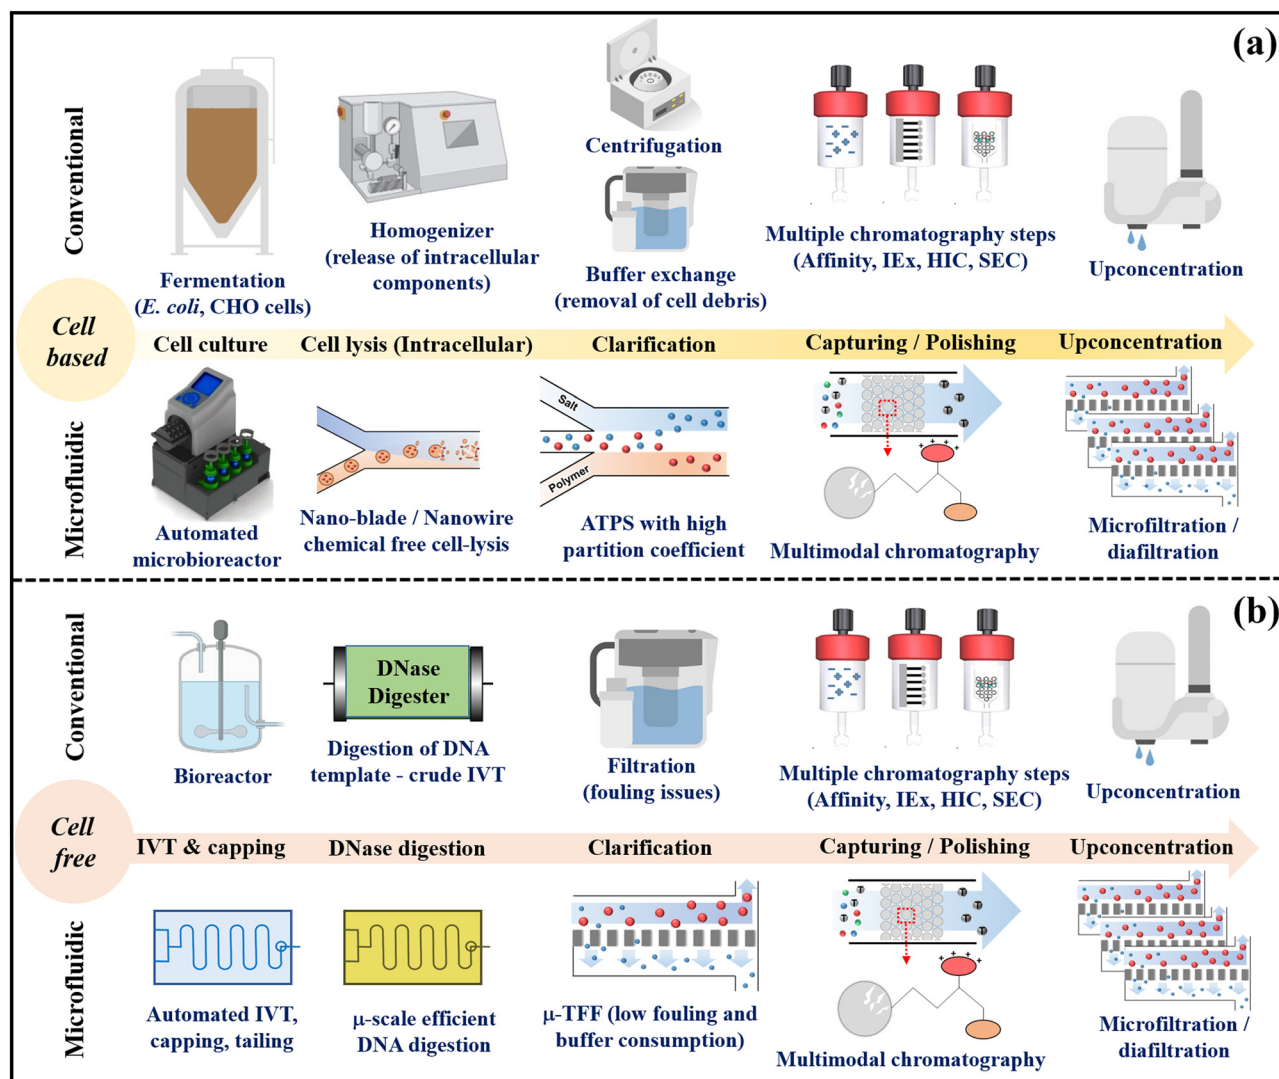 (a)
Conventional
Fermentation
(E. coli, CHO cells)
Homogenizer
(release of intracellular
components)
Centrifugation
Buffer exchange
(removal of cell debris)
Multiple chromatography steps
(Affinity, IEx, HIC, SEC)
Upconcentration
Cell
based
Cell culture
Cell lysis (Intracellular)
Clarification
Capturing / Polishing
Upconcentration
Microfluidic
Automated
microbioreactor
Nano-blade / Nanowire
chemical free cell-lysis
Salt
Polymer
ATPS with high
partition coefficient
T
T
T
T
T
T
T
+ + +
+ +
Multimodal chromatography
Microfiltration /
diafiltration
(b)
Conventional
Bioreactor
DNase
Digester
Digestion of DNA
template - crude IVT
Filtration
(fouling issues)
Multiple chromatography steps
(Affinity, IEx, HIC, SEC)
Upconcentration
Cell
free
IVT & capping
DNase digestion
Clarification
Capturing / Polishing
Upconcentration
Microfluidic
Automated IVT,
capping, tailing
μ-scale efficient
DNA digestion
μ-TFF (low fouling and
buffer consumption)
T
T
T
T
T
T
T
+ + +
+ +
Multimodal chromatography
Microfiltration /
diafiltration